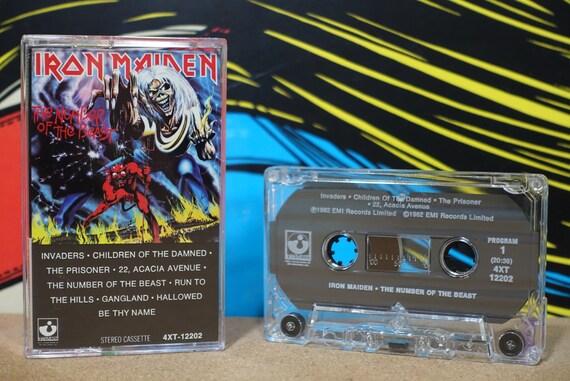 IRON MAIDEN
THE NUMBER
OF THE BEAST
INVADERS • CHILDREN OF THE DAMNED •
THE PRISONER • 22, ACACIA AVENUE •
THE NUMBER OF THE BEAST • RUN TO
THE HILLS • GANGLAND • HALLOWED
BE THY NAME
STEREO CASSETTE 4XT-12202
Invaders • Children Of The Damned • The Prisoner
• 22, Acacia Avenue
©1982 EMI Records Limited ℗1982 EMI Records Limited
PROGRAM
1
(20:36)
4XT
12202
IRON MAIDEN • THE NUMBER OF THE BEAST